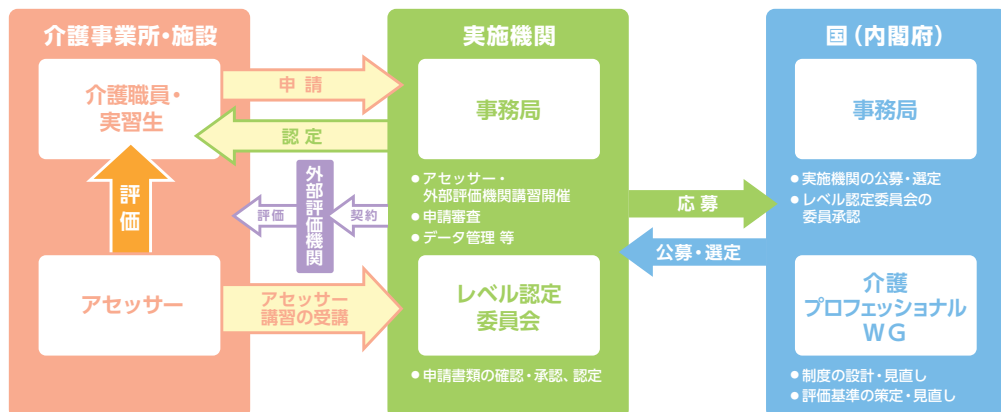 介護事業所・施設
介護職員・
実習生
評価
アセッサー
申請
認定
外部評価機関
評価
契約
アセッサー
講習の受講
実施機関
事務局
●アセッサー・
外部評価機関講習開催
●申請審査
●データ管理 等
レベル認定
委員会
●申請書類の確認・承認、認定
応募
公募・選定
国（内閣府）
事務局
●実施機関の公募・選定
●レベル認定委員会の
委員承認
介護
プロフェッショナル
WG
●制度の設計・見直し
●評価基準の策定・見直し